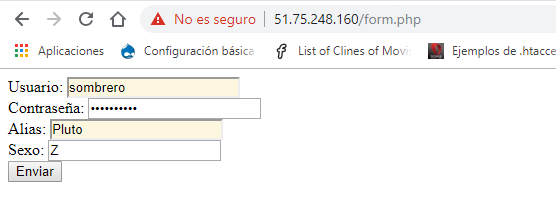 No es seguro | 51.75.248.160/form.php
Aplicaciones Configuración básica List of Clines of Movi Ejemplos de .htacce
Usuario: sombrero
Contraseña: ••••••••••
Alias: Pluto
Sexo: Z
Enviar